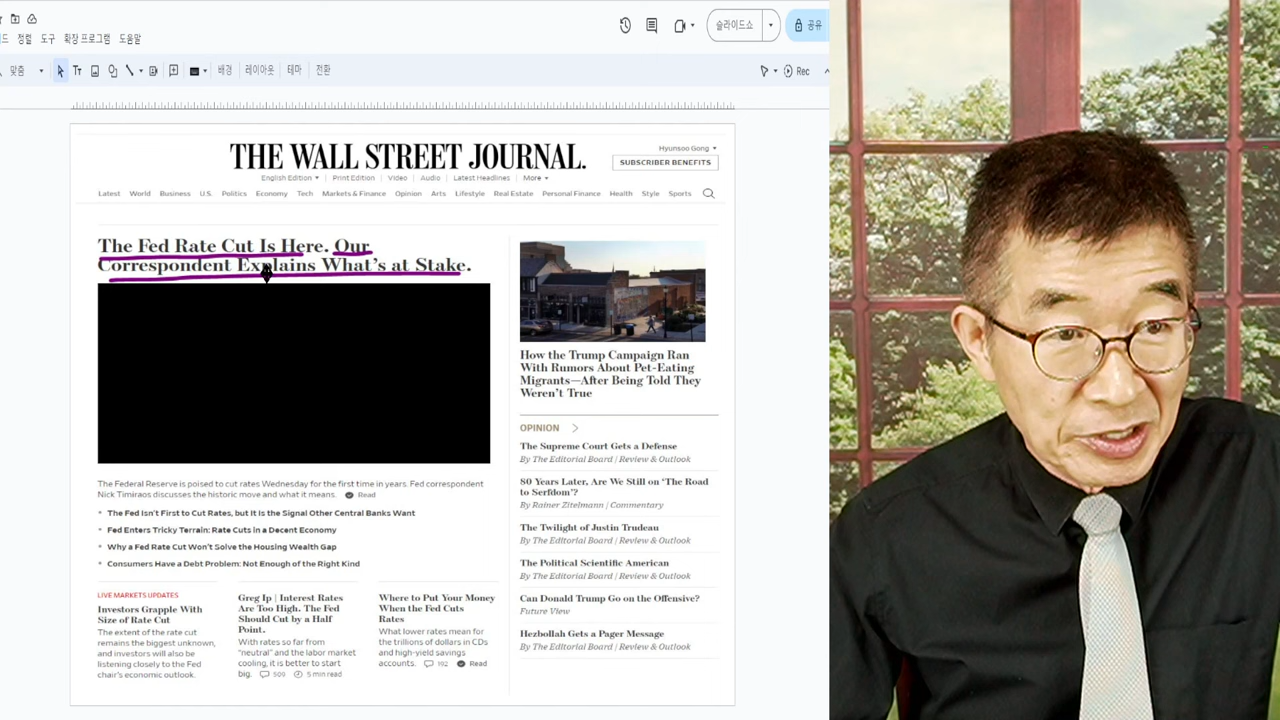 정렬 도구 확장 프로그램 도움말
슬라이드쇼
공유
맞춤
배경 레이아웃 테마 전환
Rec
THE WALL STREET JOURNAL.
Hyunsoo Gong
SUBSCRIBER BENEFITS
English Edition Print Edition Video Audio Latest Headlines More
Latest World Business U.S. Politics Economy Tech Markets & Finance Opinion Arts Lifestyle Real Estate Personal Finance Health Style Sports
The Fed Rate Cut Is Here. Our
Correspondent Explains What's at Stake.
The Federal Reserve is poised to cut rates Wednesday for the first time in years. Fed correspondent
Nick Timiraos discusses the historic move and what it means. Read
The Fed Isn't First to Cut Rates, but It Is the Signal Other Central Banks Want
Fed Enters Tricky Terrain: Rate Cuts in a Decent Economy
Why a Fed Rate Cut Won't Solve the Housing Wealth Gap
Consumers Have a Debt Problem: Not Enough of the Right Kind
LIVE MARKETS UPDATES
Investors Grapple With
Size of Rate Cut
The extent of the rate cut
remains the biggest unknown,
and investors will also be
listening closely to the Fed
chair's economic outlook.
Greg Ip | Interest Rates
Are Too High. The Fed
Should Cut by a Half
Point.
With rates so far from
"neutral" and the labor market
cooling, it is better to start
big. 509 5 min read
Where to Put Your Money
When the Fed Cuts
Rates
What lower rates mean for
the trillions of dollars in CDs
and high-yield savings
accounts. 192 Read
How the Trump Campaign Ran
With Rumors About Pet-Eating
Migrants—After Being Told They
Weren't True
OPINION
The Supreme Court Gets a Defense
By The Editorial Board | Review & Outlook
80 Years Later, Are We Still on 'The Road
to Serfdom'?
By Rainer Zitelmann | Commentary
The Twilight of Justin Trudeau
By The Editorial Board | Review & Outlook
The Political Scientific American
By The Editorial Board | Review & Outlook
Can Donald Trump Go on the Offensive?
Future View
Hezbollah Gets a Pager Message
By The Editorial Board | Review & Outlook